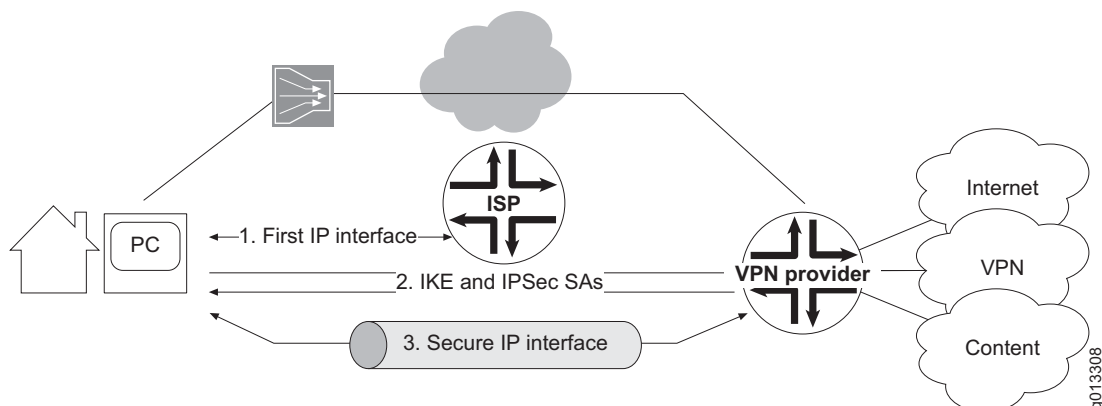 Internet
ISP
PC
1. First IP interface
VPN provider
VPN
2. IKE and IPSec SAs
3. Secure IP interface
Content
g013308